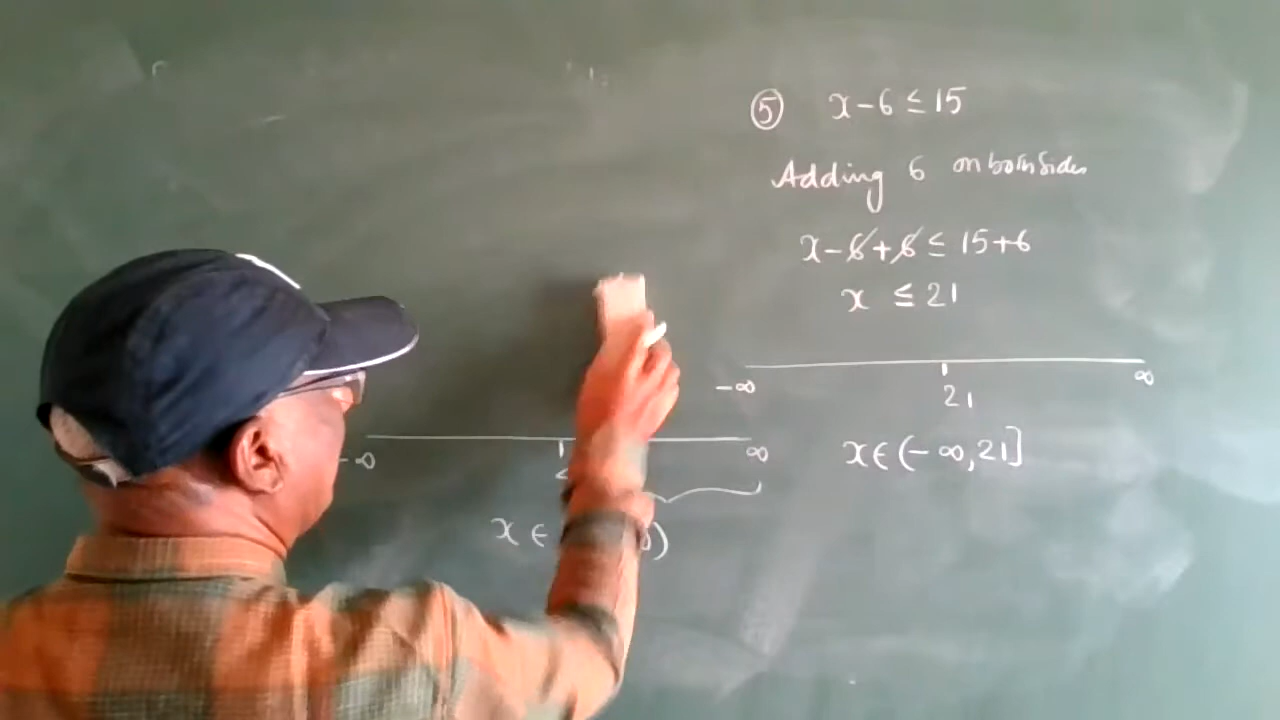 ⑤ x-6 ≤ 15
Adding 6 on both sides
x-6+6 ≤ 15+6
x ≤ 21
-∞ 21 ∞
x ∈ (-∞, 21]
-∞ ∞
x ∈ )